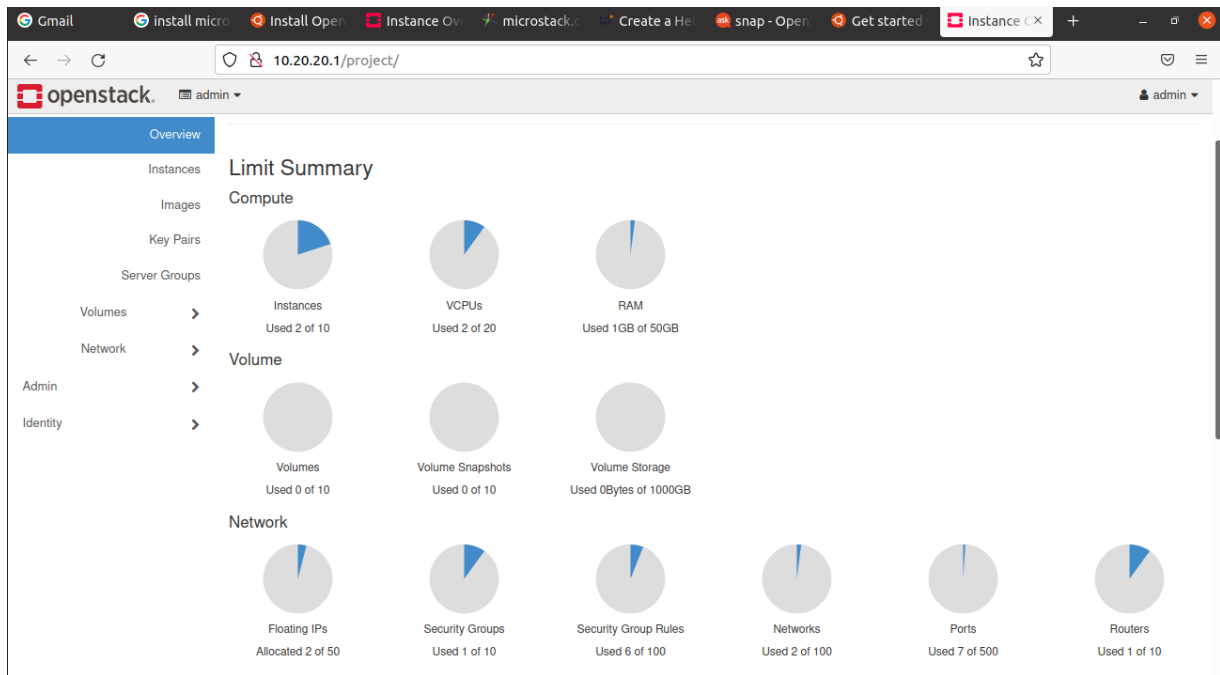 Gmail
install micro
Install Open
Instance Ov
microstack.c
Create a Hel
snap - Open
Get started
Instance O
10.20.20.1/project/
openstack.
admin
admin
Overview
Instances
Images
Key Pairs
Server Groups
Volumes
Network
Admin
Identity
Limit Summary
Compute
Instances
Used 2 of 10
VCPUs
Used 2 of 20
RAM
Used 1GB of 50GB
Volume
Volumes
Used 0 of 10
Volume Snapshots
Used 0 of 10
Volume Storage
Used 0Bytes of 1000GB
Network
Floating IPs
Allocated 2 of 50
Security Groups
Used 1 of 10
Security Group Rules
Used 6 of 100
Networks
Used 2 of 100
Ports
Used 7 of 500
Routers
Used 1 of 10